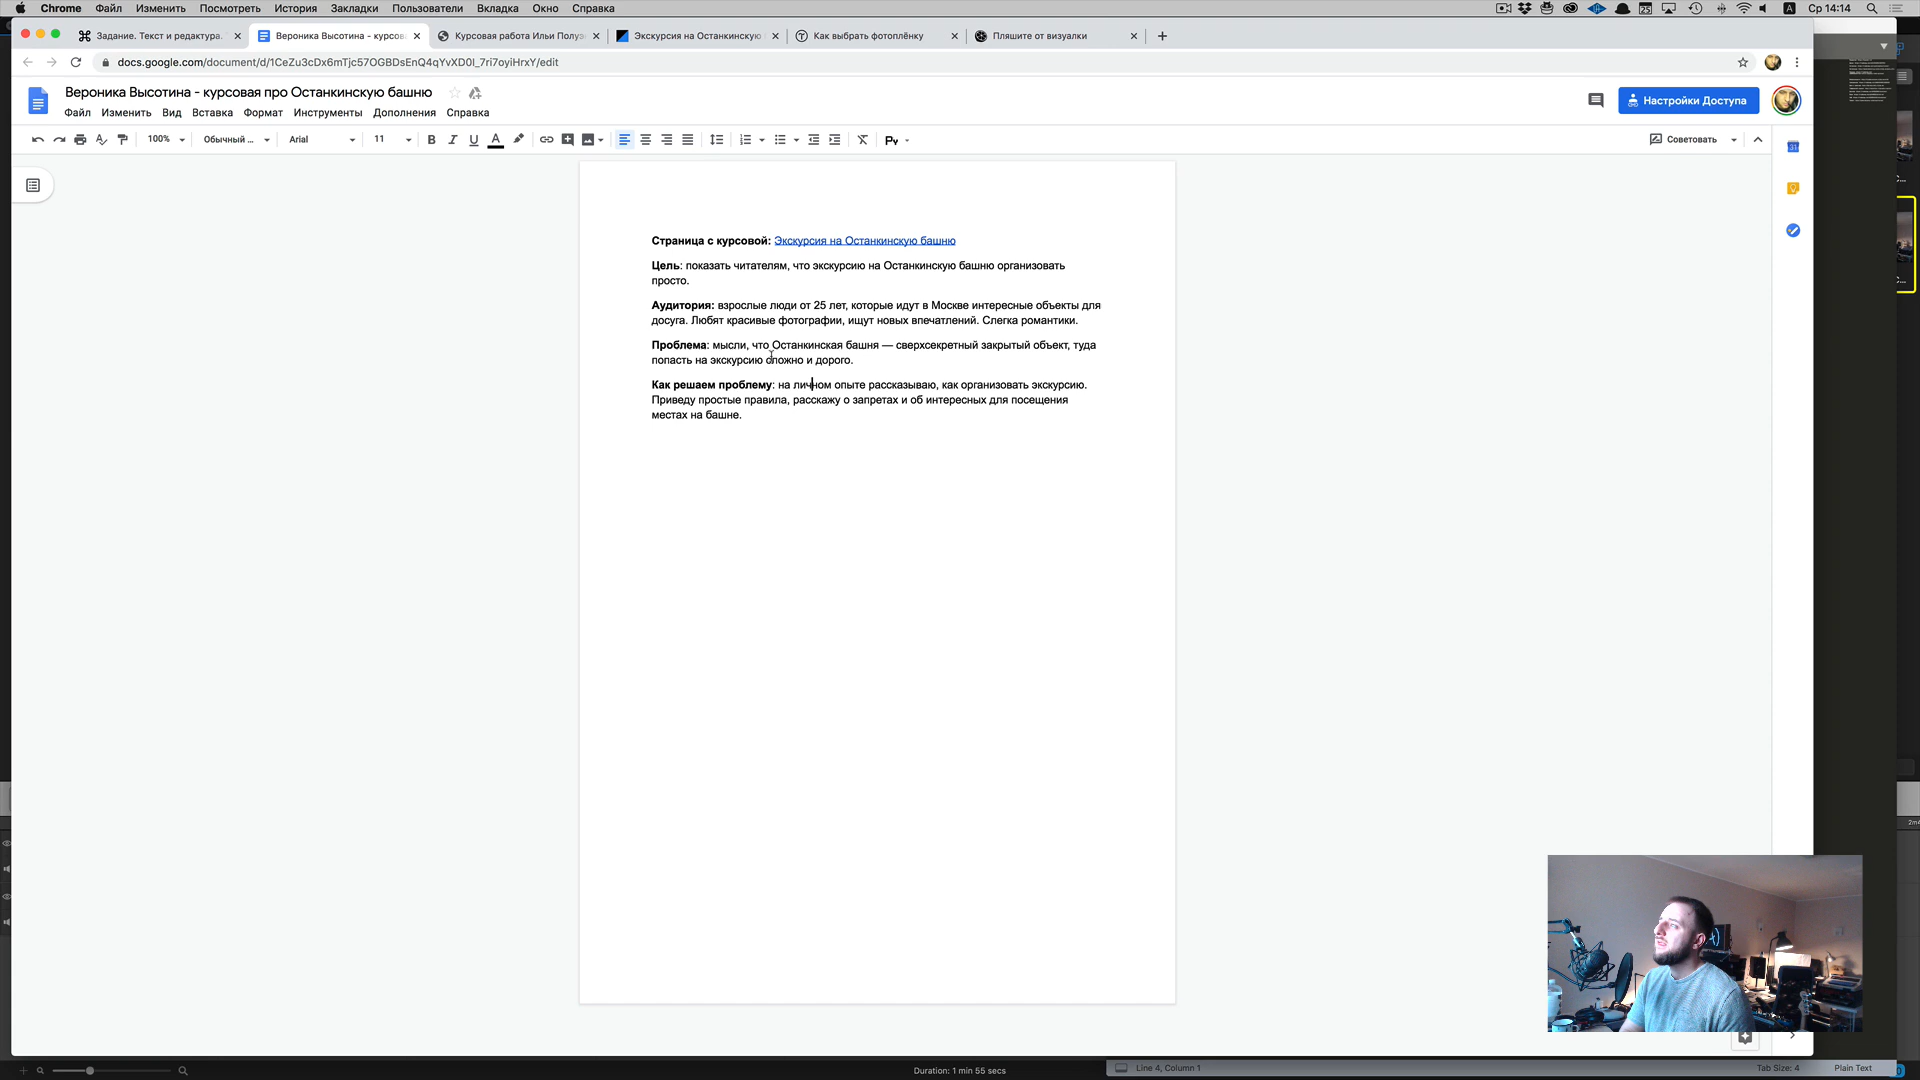 Chrome Файл Изменить Посмотреть История Закладки Пользователи Вкладка Окно Справка
25 A Ср 14:14
Задание. Текст и редактура.
Вероника Высотина - курсов
Курсовая работа Ильи Полуэ
Экскурсия на Останкинскую
Как выбрать фотоплёнку
Пляшите от визуалки
docs.google.com/document/d/1CeZu3cDx6mTjc57OGBDsEnQ4qYvXD0I_7ri7oyiHrxY/edit
Вероника Высотина - курсовая про Останкинскую башню
Настройки Доступа
Файл Изменить Вид Вставка Формат Инструменты Дополнения Справка
100% Обычный ... Arial 11 B I U A Советовать
31
Страница с курсовой: Экскурсия на Останкинскую башню
Цель: показать читателям, что экскурсию на Останкинскую башню организовать
просто.
Аудитория: взрослые люди от 25 лет, которые идут в Москве интересные объекты для
досуга. Любят красивые фотографии, ищут новых впечатлений. Слегка романтики.
Проблема: мысли, что Останкинская башня — сверхсекретный закрытый объект, туда
попасть на экскурсию сложно и дорого.
Как решаем проблему: на личном опыте рассказываю, как организовать экскурсию.
Приведу простые правила, расскажу о запретах и об интересных для посещения
местах на башне.
Duration: 1 min 55 secs
Line 4, Column 1
Tab Size: 4
Plain Text